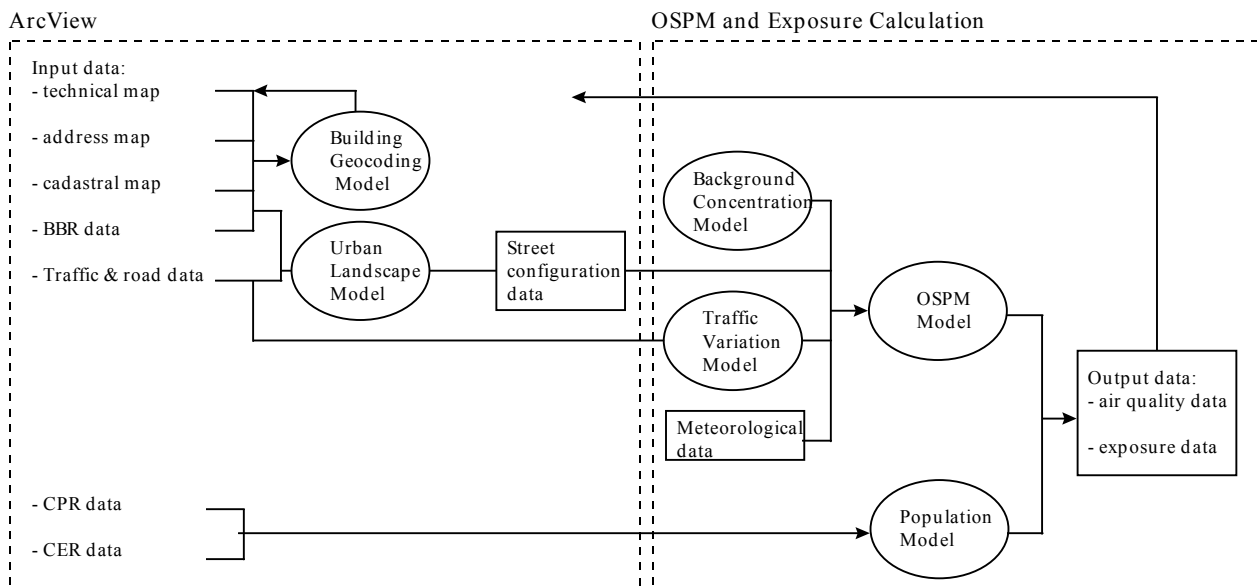 ArcView
OSPM and Exposure Calculation
Input data:
- technical map
- address map
- cadastral map
- BBR data
- Traffic & road data
- CPR data
- CER data
Building
Geocoding
Model
Urban
Landscape
Model
Street
configuration
data
Background
Concentration
Model
Traffic
Variation
Model
Meteorological
data
OSPM
Model
Population
Model
Output data:
- air quality data
- exposure data